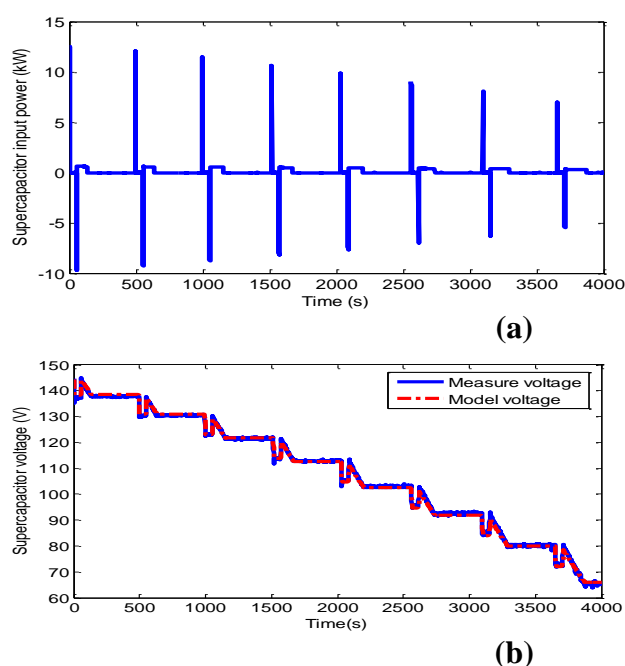 15
10
5
0
-5
-10
Supercapacitor input power (kW)
0 500 1000 1500 2000 2500 3000 3500 4000
Time (s)
(a)
150
140
130
120
110
100
90
80
70
60
Supercapacitor voltage (V)
Measure voltage
Model voltage
0 500 1000 1500 2000 2500 3000 3500 4000
Time(s)
(b)